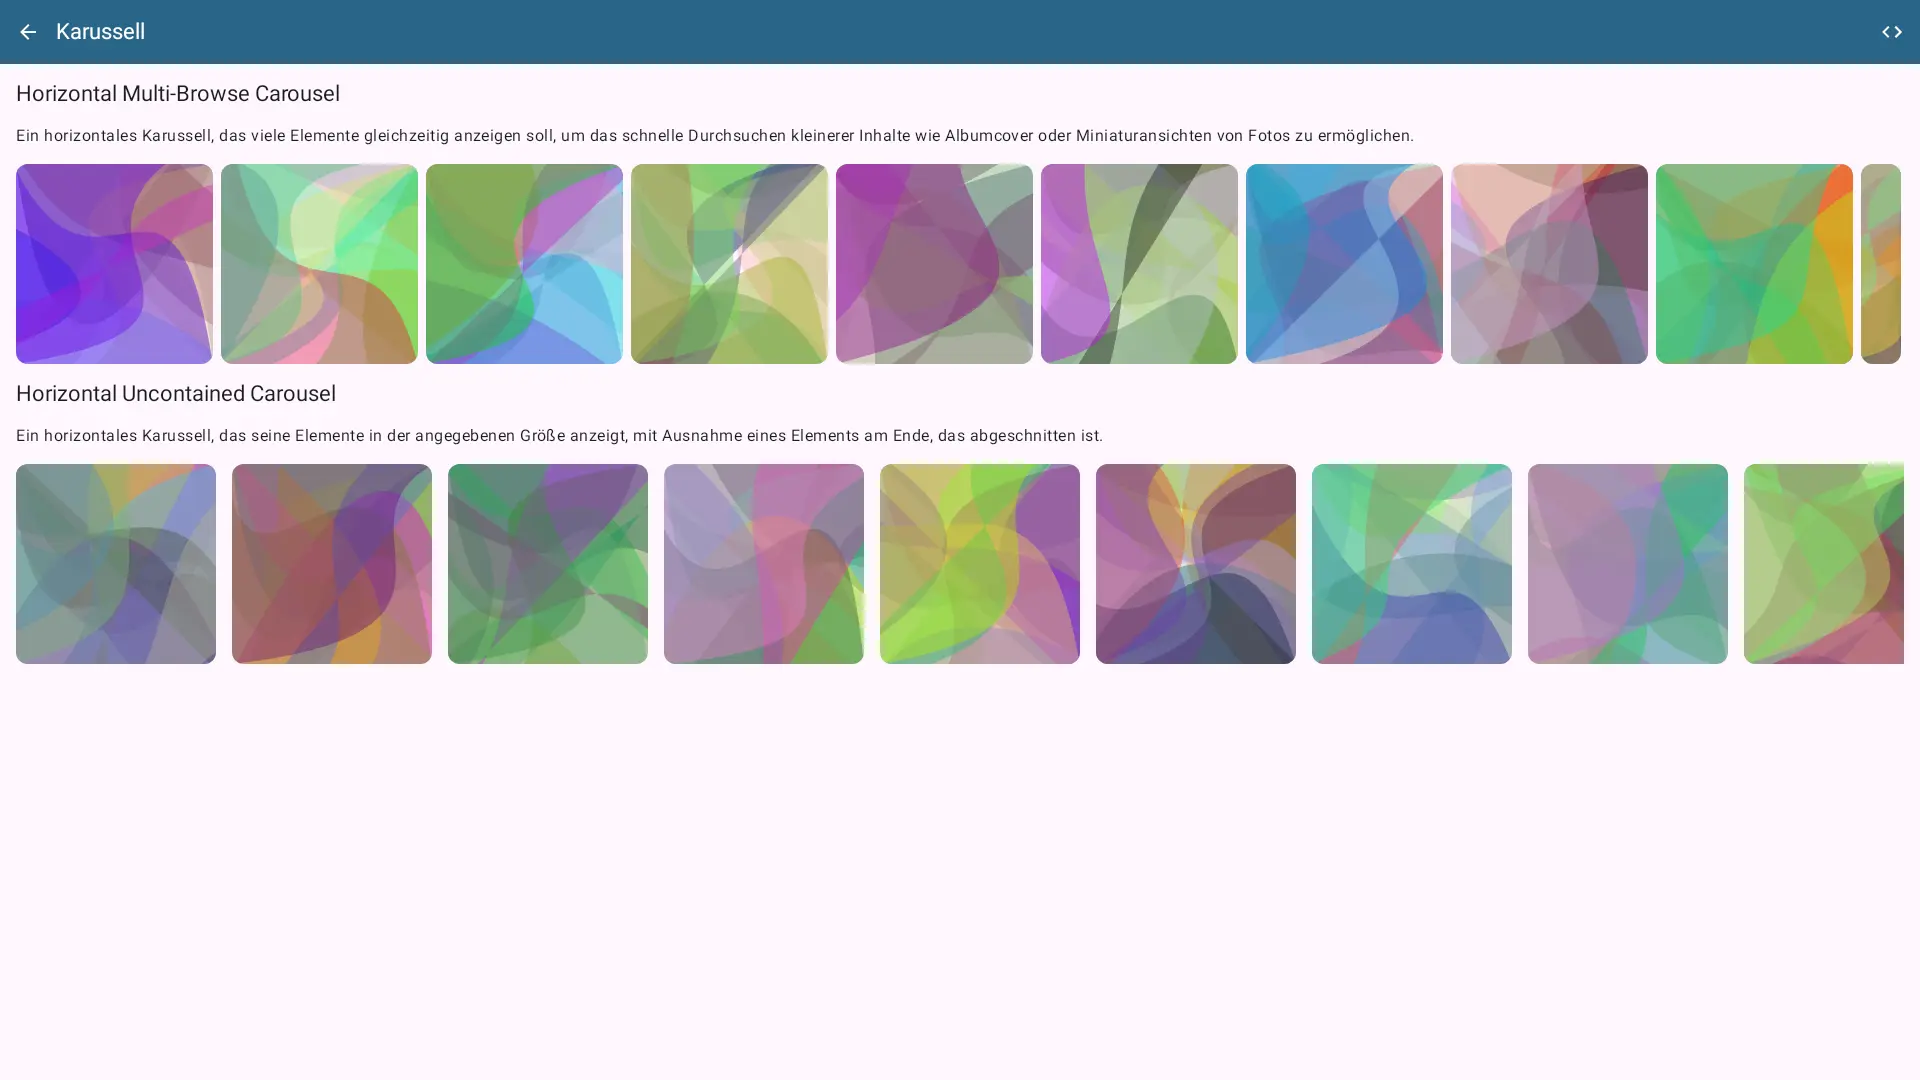 Karussell
Horizontal Multi-Browse Carousel
Ein horizontales Karussell, das viele Elemente gleichzeitig anzeigen soll, um das schnelle Durchsuchen kleinerer Inhalte wie Albumcover oder Miniaturansichten von Fotos zu ermöglichen.
Horizontal Uncontained Carousel
Ein horizontales Karussell, das seine Elemente in der angegebenen Größe anzeigt, mit Ausnahme eines Elements am Ende, das abgeschnitten ist.